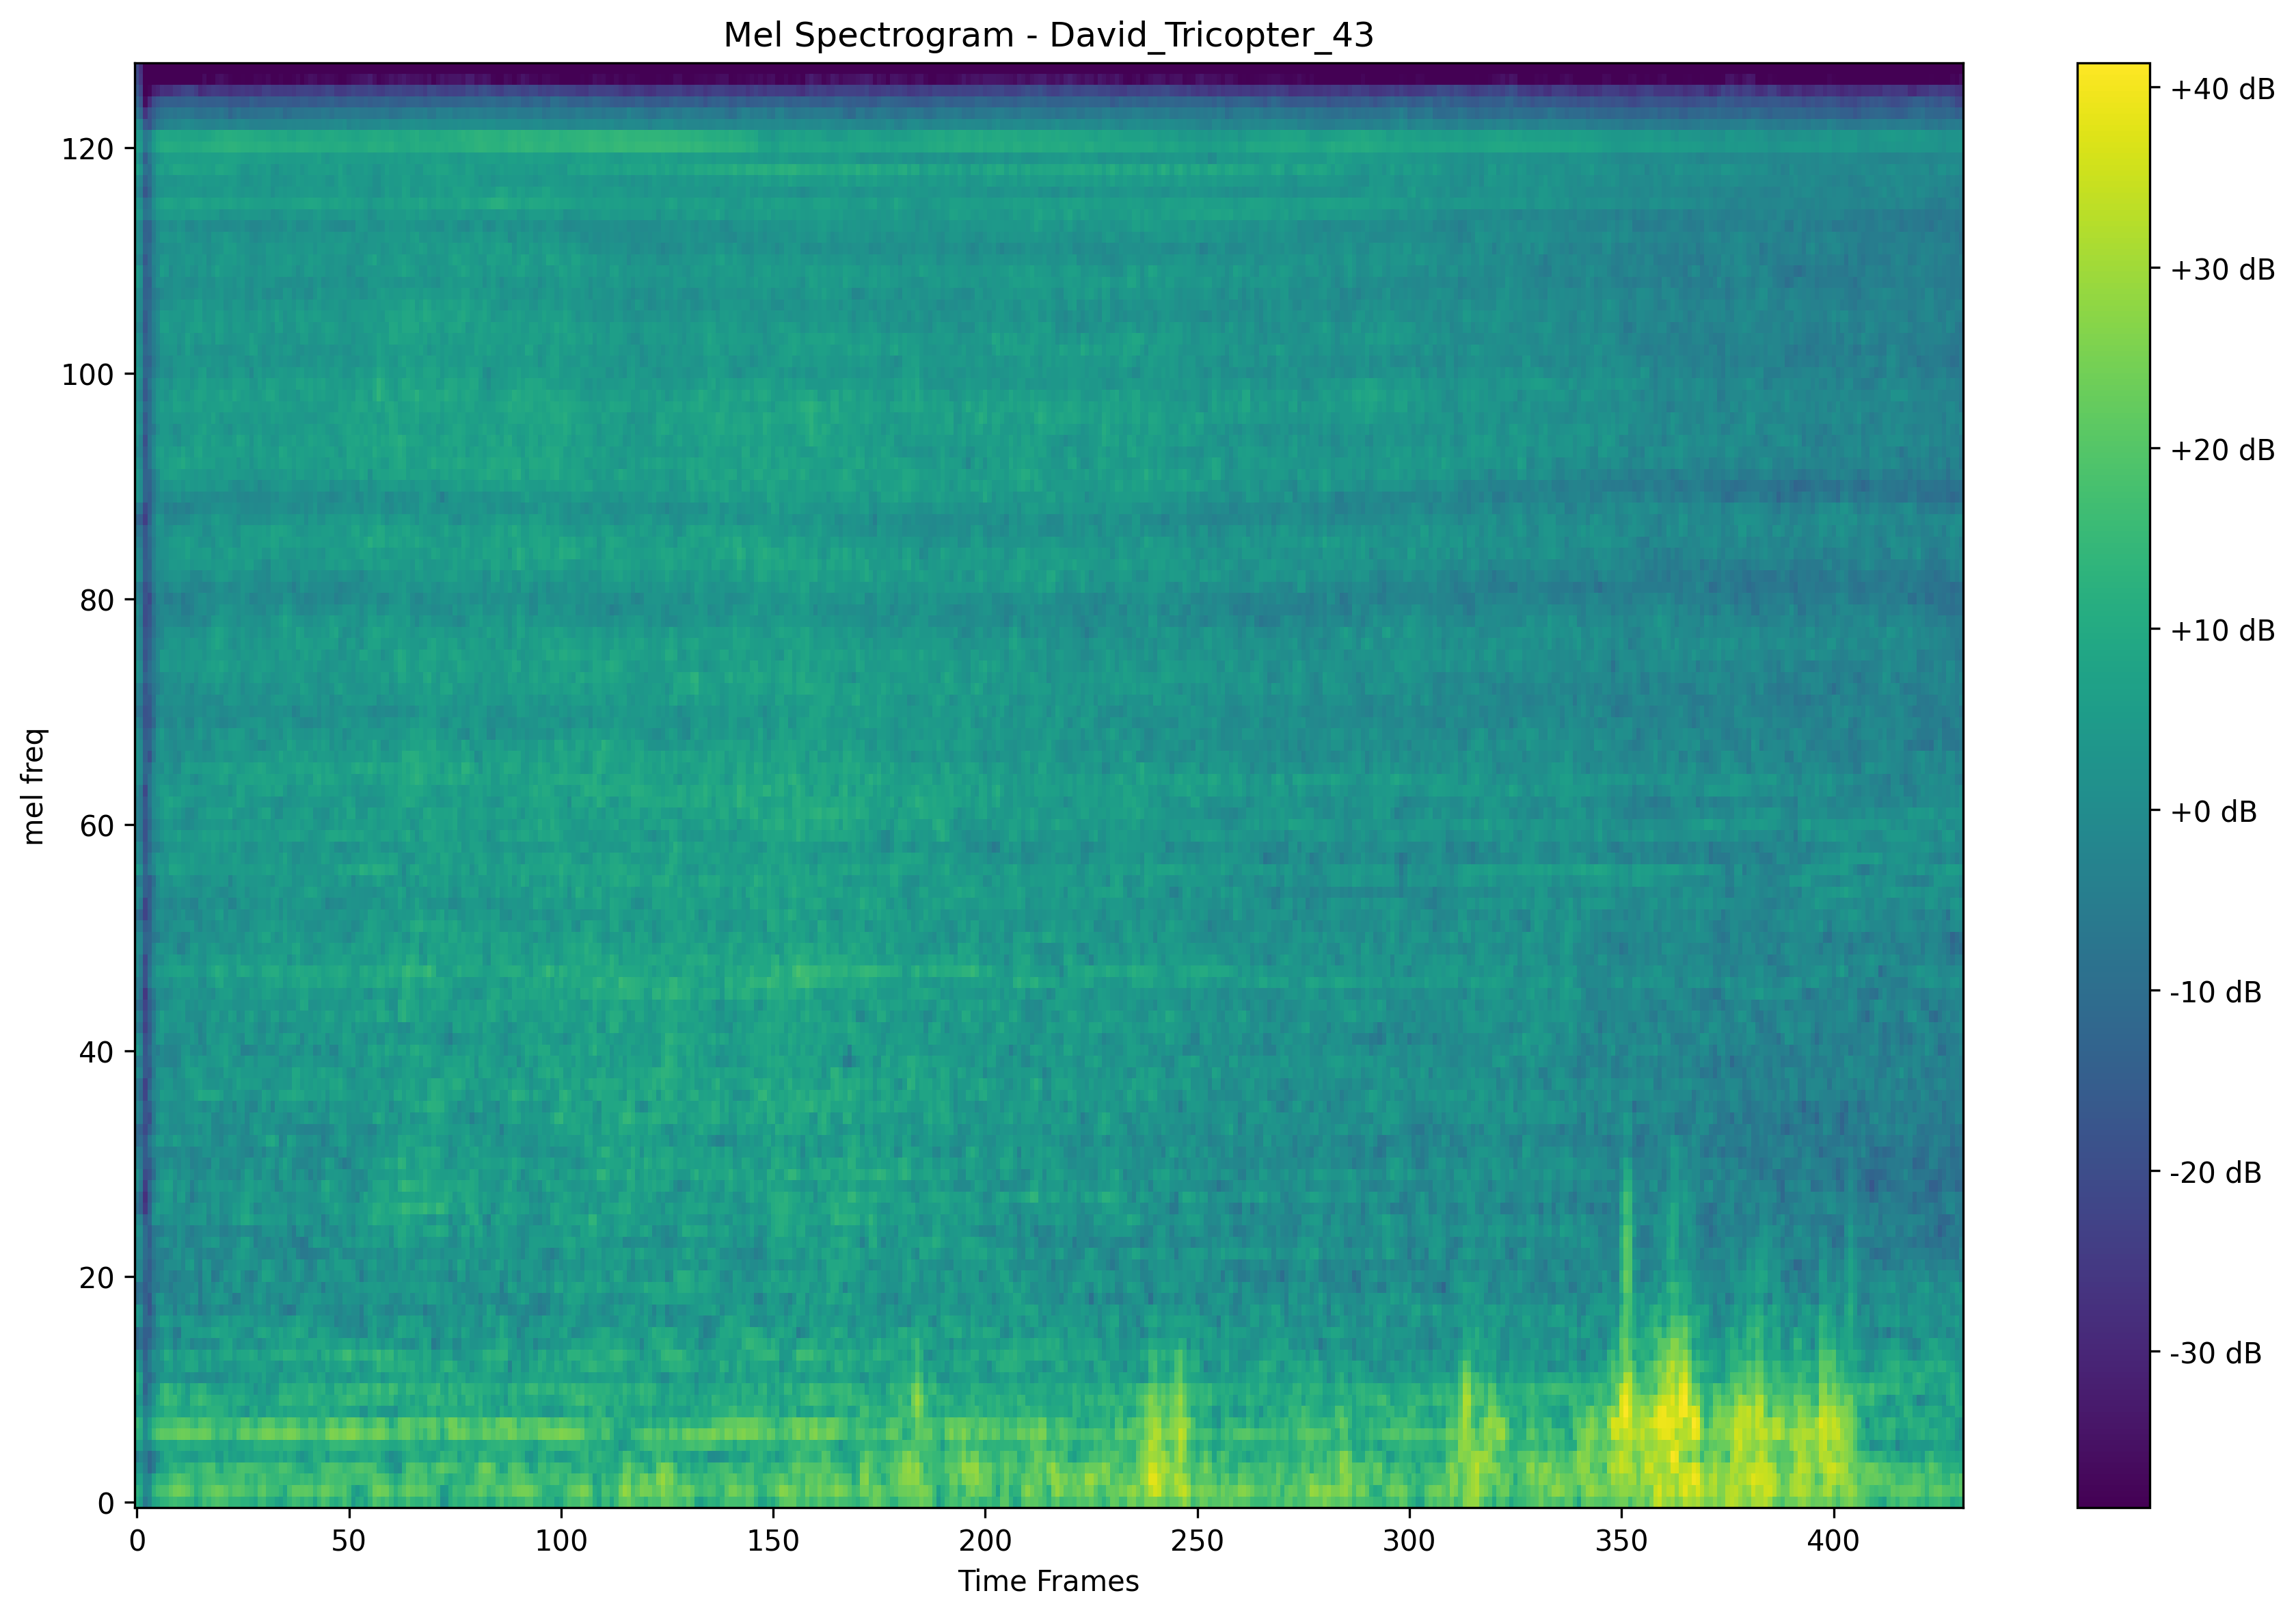 Mel Spectrogram - David_Tricopter_43
mel freq
120
100
80
60
40
20
0
0 50 100 150 200 250 300 350 400
Time Frames
+40 dB
+30 dB
+20 dB
+10 dB
+0 dB
-10 dB
-20 dB
-30 dB